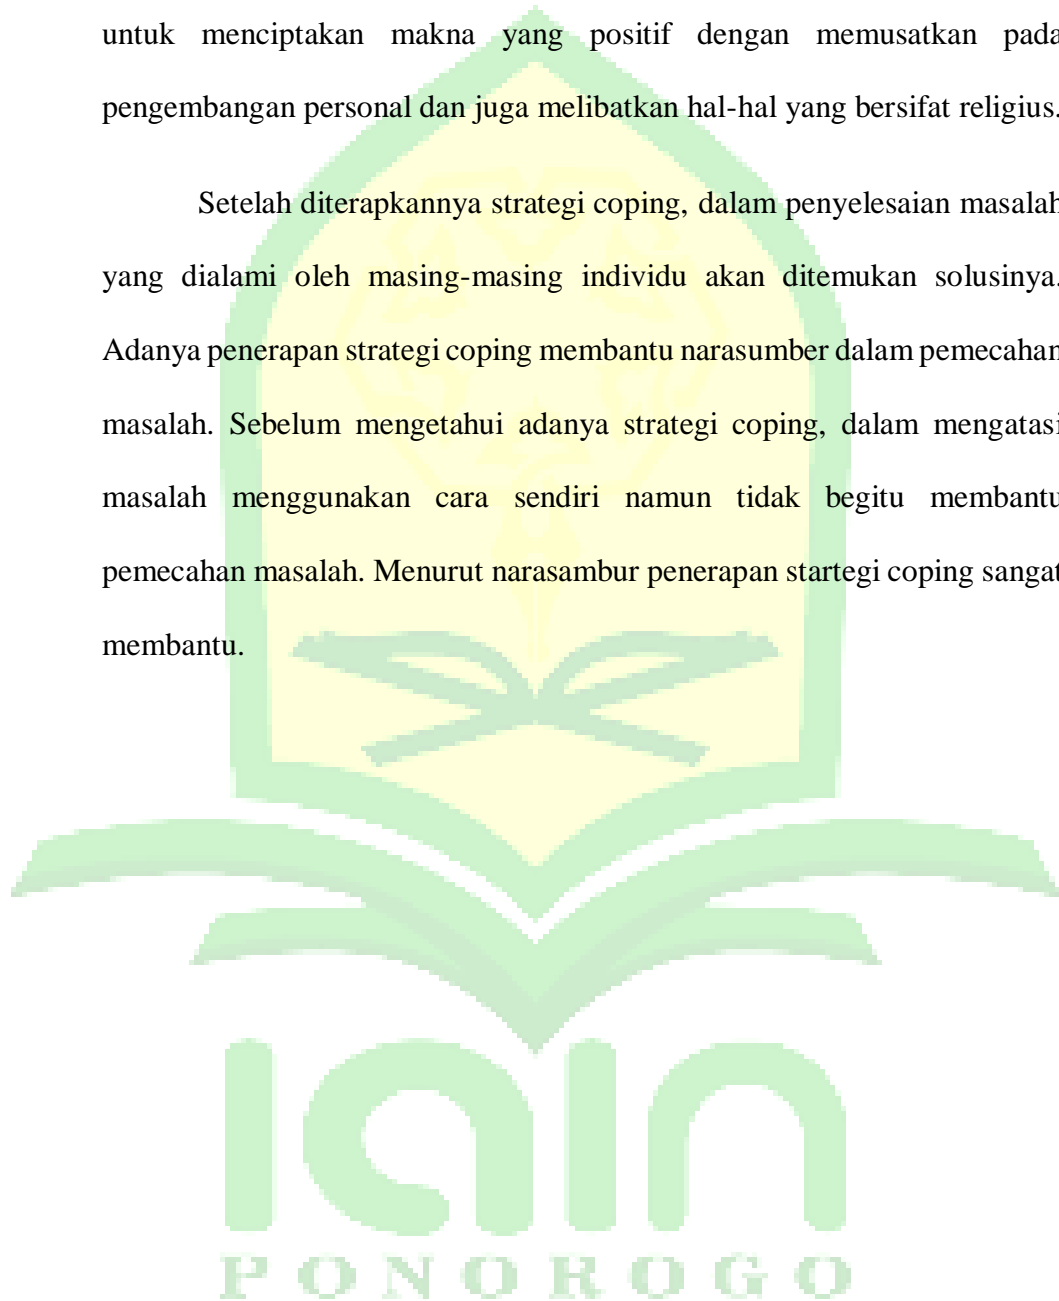 untuk menciptakan makna yang positif dengan memusatkan pada
pengembangan personal dan juga melibatkan hal-hal yang bersifat religius.
Setelah diterapkannya strategi coping, dalam penyelesaian masalah
yang dialami oleh masing-masing individu akan ditemukan solusinya.
Adanya penerapan strategi coping membantu narasumber dalam pemecahan
masalah. Sebelum mengetahui adanya strategi coping, dalam mengatasi
masalah menggunakan cara sendiri namun tidak begitu membantu
pemecahan masalah. Menurut narasambur penerapan startegi coping sangat
membantu.
iain
PONOROGO